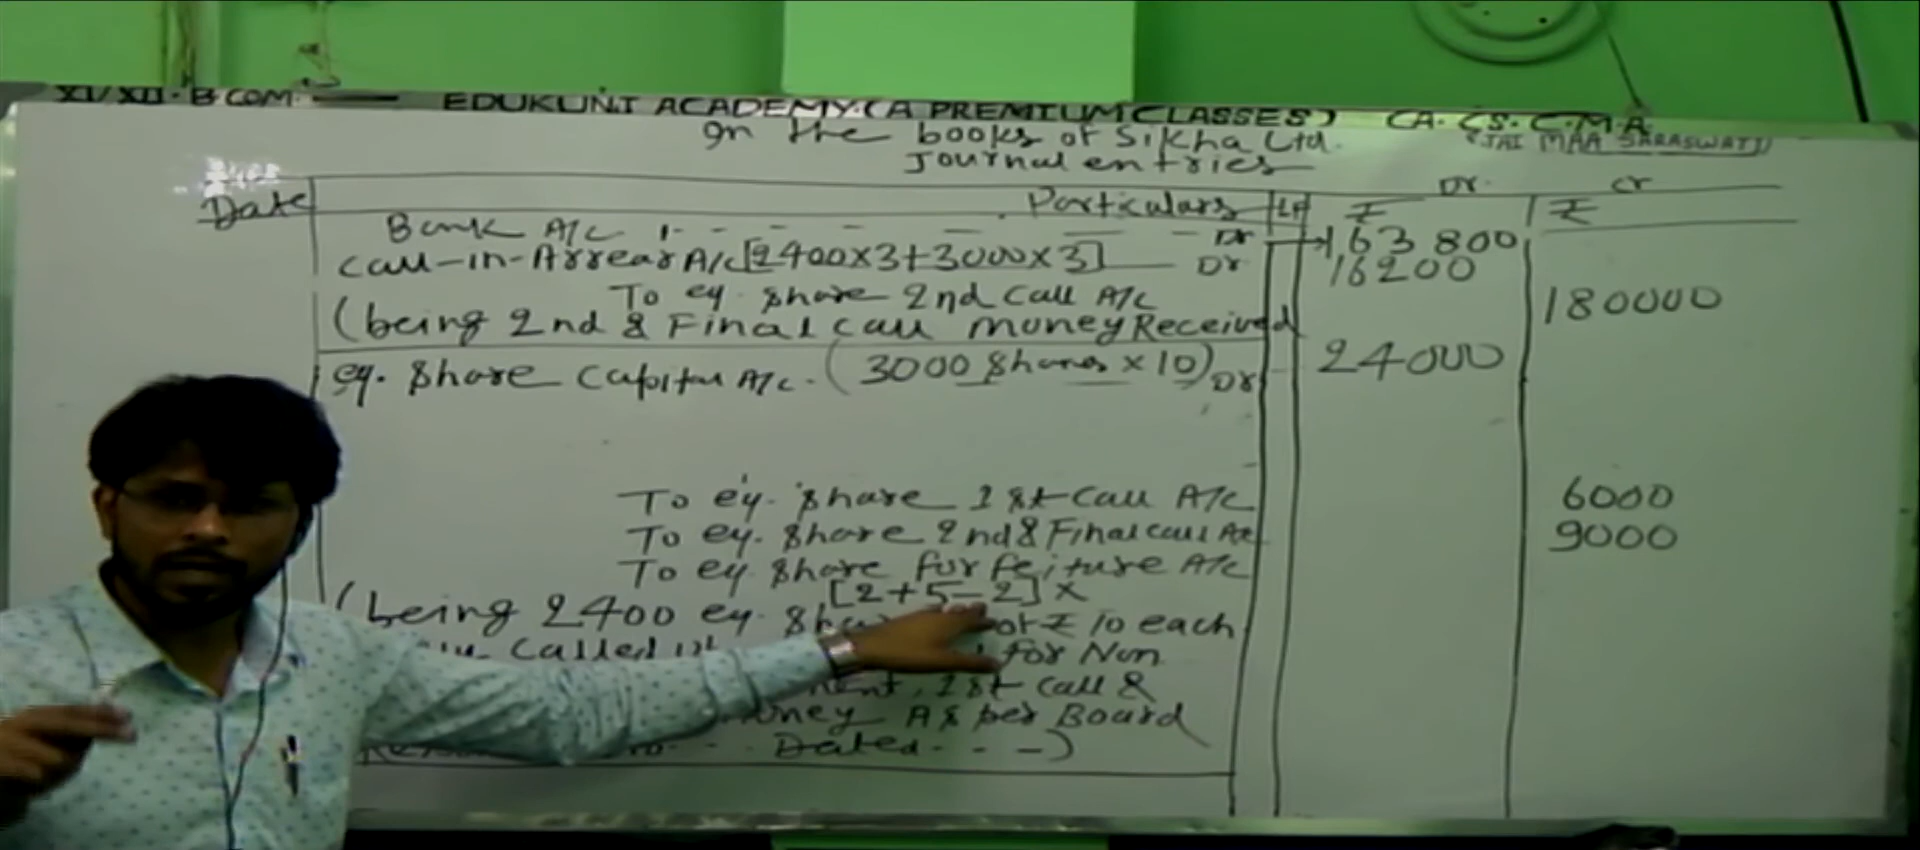 XI/XII. B COM. — EDUKUNJ ACADEMY. (A PREMIUM CLASSES) CA. CS. C.M.A
In the books of Sikha Ltd. (JAI MAA SARASWATI)
Journal entries
Dr. Cr
Date Particulars LF ₹ ₹
Bank A/c Dr 163800
Call-in-Arrear A/c [2400x3+3000x3] Dr 16200
To eq. share 2nd Call A/c 180000
(being 2nd & Final Call money Received
eq. share capital A/c. (3000 shares x 10) Dr 24000
To eq. share 1st Call A/c 6000
To eq. share 2nd & Final call A/c 9000
To eq share forfeiture A/c
[2+5-2] x
(being 2400 eq. of ₹ 10 each
Called for Non
1st Call &
money As per Board
Dated - - -)